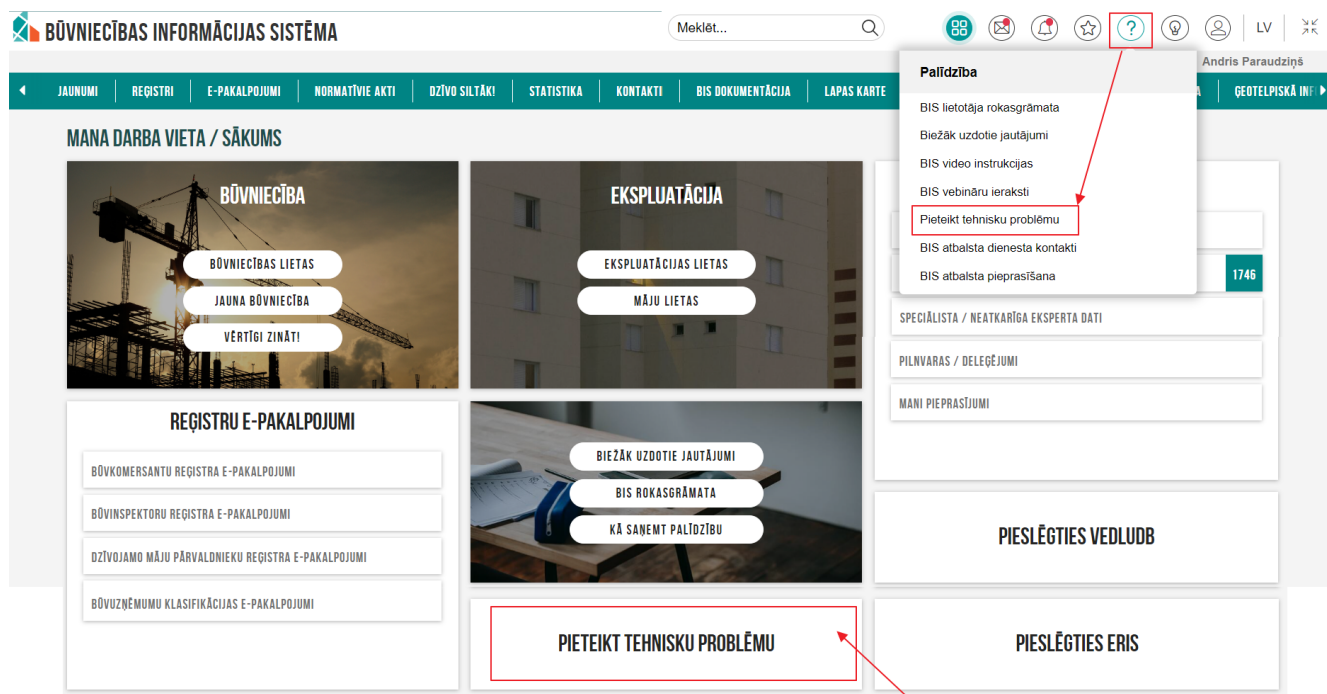 BŪVNIECĪBAS INFORMĀCIJAS SISTĒMA
Meklēt...
?
LV
Andris Paraudziņš
JAUNUMI
REĢISTRI
E-PAKALPOJUMI
NORMATĪVIE AKTI
DZĪVO SILTĀK!
STATISTIKA
KONTAKTI
BIS DOKUMENTĀCIJA
LAPAS KARTE
ĢEOTELPISKĀ INF
Palīdzība
BIS lietotāja rokasgrāmata
Biežāk uzdotie jautājumi
BIS video instrukcijas
BIS vebināru ieraksti
Pieteikt tehnisku problēmu
BIS atbalsta dienesta kontakti
BIS atbalsta pieprasīšana
MANA DARBA VIETA / SĀKUMS
BŪVNIECĪBA
BŪVNIECĪBAS LIETAS
JAUNA BŪVNIECĪBA
VĒRTĪGI ZINĀT!
EKSPLUATĀCIJA
EKSPLUATĀCIJAS LIETAS
MĀJU LIETAS
1746
SPECIĀLISTA / NEATKARĪGA EKSPERTA DATI
PILNVARAS / DELEĢĒJUMI
MANI PIEPRASĪJUMI
REĢISTRU E-PAKALPOJUMI
BŪVKOMERSANTU REĢISTRA E-PAKALPOJUMI
BŪVINSPEKTORU REĢISTRA E-PAKALPOJUMI
DZĪVOJAMO MĀJU PĀRVALDNIEKU REĢISTRA E-PAKALPOJUMI
BŪVUZŅĒMUMU KLASIFIKĀCIJAS E-PAKALPOJUMI
BIEŽĀK UZDOTIE JAUTĀJUMI
BIS ROKASGRĀMATA
KĀ SAŅEMT PALĪDZĪBU
PIESLĒGTIES VEDLUDB
PIETEIKT TEHNISKU PROBLĒMU
PIESLĒGTIES ERIS